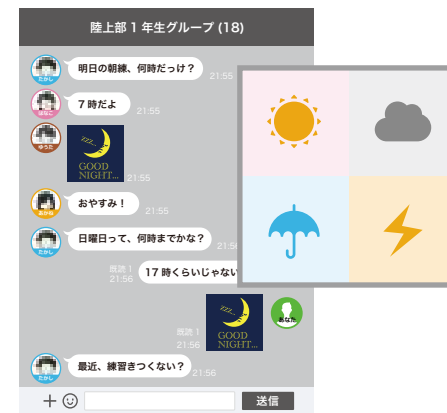 陸上部 1 年生グループ (18)
明日の朝練、何時だっけ？
21:55
たかし
7 時だよ
21:55
はなこ
zzz...
GOOD
NIGHT...
21:55
ゆうた
おやすみ！
21:55
あかね
日曜日って、何時までかな？
21:56
たかし
既読 1
21:56
17 時くらいじゃない
zzz...
GOOD
NIGHT...
既読 1
21:56
あなた
最近、練習きつくない？
21:56
たかし
送信